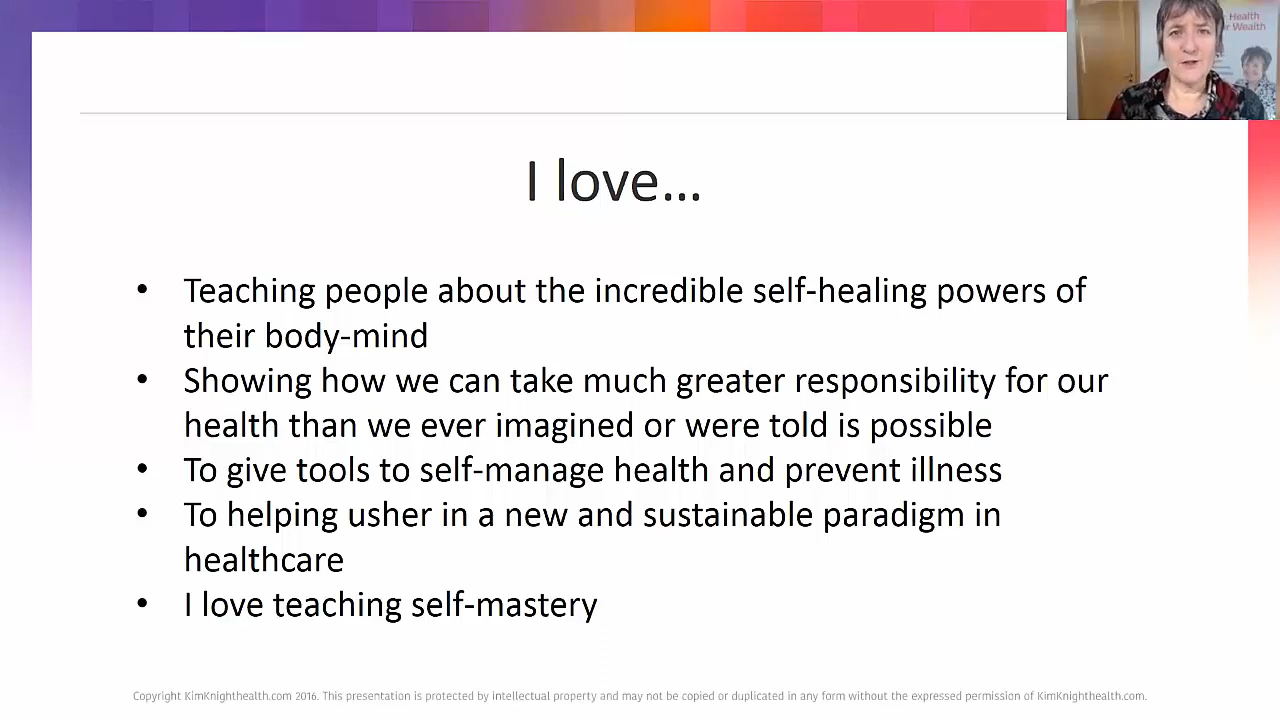 Health
r Wealth
I love...
• Teaching people about the incredible self-healing powers of
their body-mind
• Showing how we can take much greater responsibility for our
health than we ever imagined or were told is possible
• To give tools to self-manage health and prevent illness
• To helping usher in a new and sustainable paradigm in
healthcare
• I love teaching self-mastery
Copyright KimKnighthealth.com 2016. This presentation is protected by intellectual property and may not be copied or duplicated in any form without the expressed permission of KimKnighthealth.com.